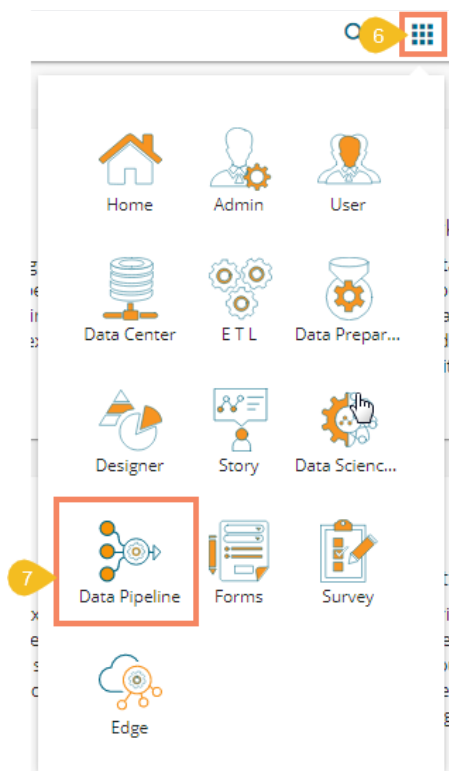 6
Home
Admin
User
Data Center
E T L
Data Prepar...
Designer
Story
Data Scienc...
7
Data Pipeline
Forms
Survey
Edge